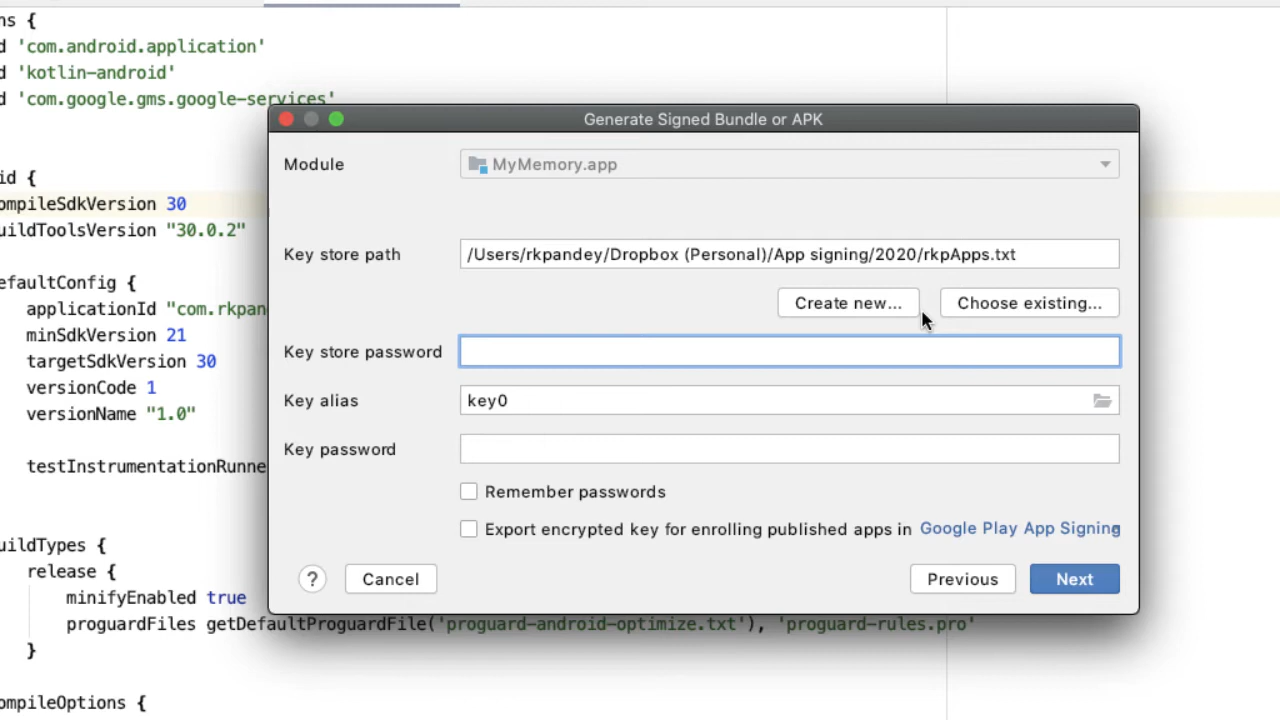 ns {
d 'com.android.application'
d 'kotlin-android'
d 'com.google.gms.google-services'
Generate Signed Bundle or APK
Module
MyMemory.app
id {
ompileSdkVersion 30
uildToolsVersion "30.0.2"
Key store path
/Users/rkpandey/Dropbox (Personal)/App signing/2020/rkpApps.txt
efaultConfig {
applicationId "com.rkpan
Create new...
Choose existing...
minSdkVersion 21
Key store password
targetSdkVersion 30
versionCode 1
Key alias
key0
versionName "1.0"
Key password
testInstrumentationRunne
Remember passwords
Export encrypted key for enrolling published apps in Google Play App Signing
uildTypes {
release {
?
Cancel
Previous
Next
minifyEnabled true
proguardFiles getDefaultProguardFile('proguard-android-optimize.txt'), 'proguard-rules.pro'
}
ompileOptions {